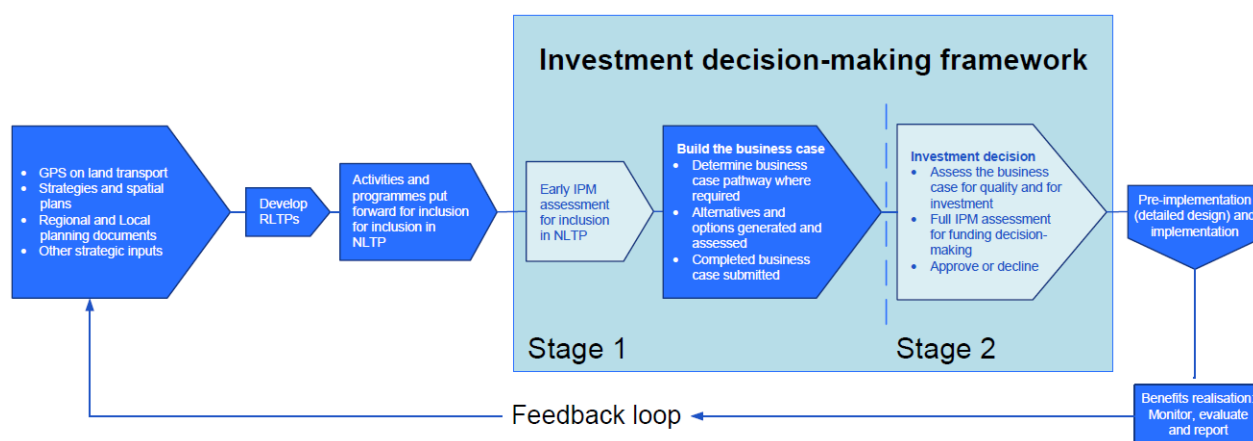 Investment decision-making framework
• GPS on land transport
• Strategies and spatial
plans
• Regional and Local
planning documents
• Other strategic inputs
Develop
RLTPs
Activities and
programmes put
forward for inclusion
for inclusion in
NLTP
Early IPM
assessment
for inclusion
in NLTP
Build the business case
• Determine business
case pathway where
required
• Alternatives and
options generated and
assessed
• Completed business
case submitted
Investment decision
• Assess the business
case for quality and for
investment
• Full IPM assessment
for funding decision-
making
• Approve or decline
Pre-implementation
(detailed design) and
implementation
Stage 1
Stage 2
Feedback loop
Benefits realisation:
Monitor, evaluate
and report